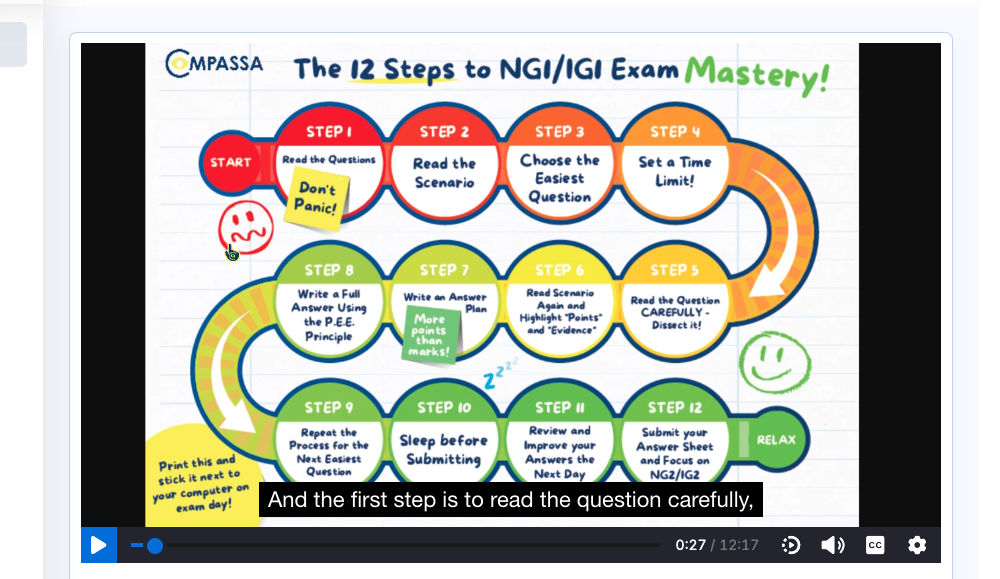 COMPASSA
The 12 Steps to NGI/IGI Exam Mastery!
START
STEP 1
Read the Questions
Don't
Panic!
STEP 2
Read the
Scenario
STEP 3
Choose the
Easiest
Question
STEP 4
Set a Time
Limit!
STEP 5
Read the Question
CAREFULLY -
Dissect it!
STEP 6
Read Scenario
Again and
Highlight "Points"
and "Evidence"
STEP 7
Write an Answer
Plan
More
points
than
marks!
STEP 8
Write a Full
Answer Using
the P.E.E.
Principle
STEP 9
Repeat the
Process for the
Next Easiest
Question
zzzz
STEP 10
Sleep before
Submitting
STEP 11
Review and
Improve your
Answers the
Next Day
STEP 12
Submit your
Answer Sheet
and Focus on
NG2/IG2
RELAX
Print this and
stick it next to
your computer on
exam day!
And the first step is to read the question carefully,
0:27 / 12:17
CC